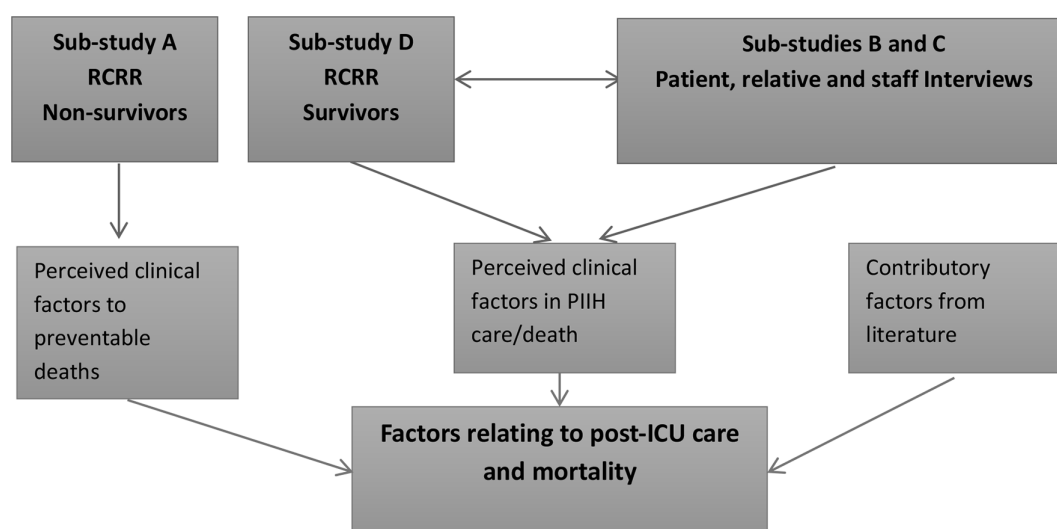 Sub-study A
RCRR
Non-survivors
Sub-study D
RCRR
Survivors
Sub-studies B and C
Patient, relative and staff Interviews
Perceived clinical
factors to
preventable
deaths
Perceived clinical
factors in PIIH
care/death
Contributory
factors from
literature
Factors relating to post-ICU care
and mortality